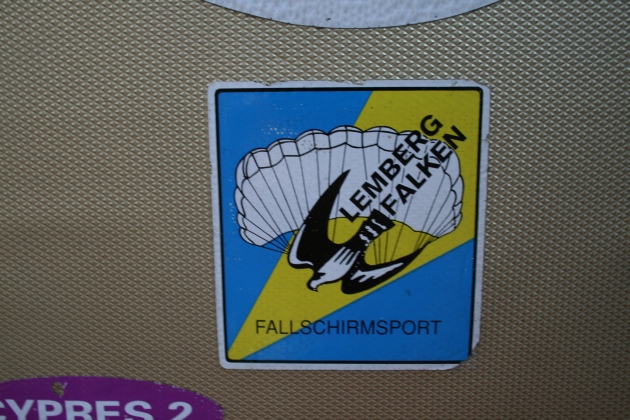 LEMBERG
FALKEN
FALLSCHIRMSPORT
CYPRES 2